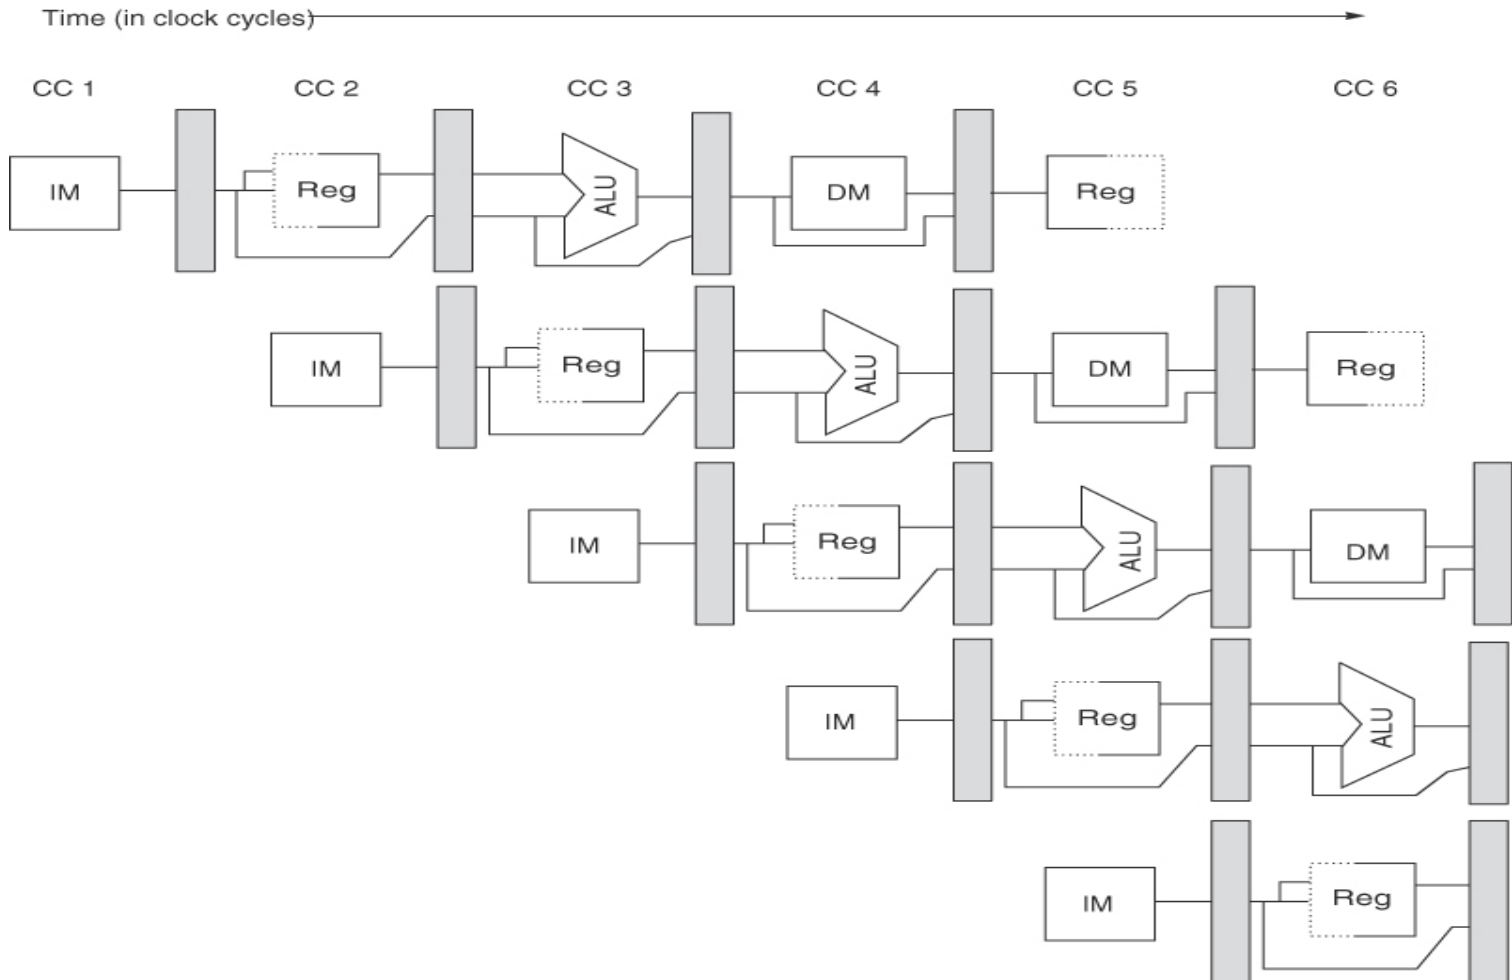 Time (in clock cycles)
CC 1 CC 2 CC 3 CC 4 CC 5 CC 6
IM Reg ALU DM Reg
IM Reg ALU DM Reg
IM Reg ALU DM
IM Reg ALU
IM Reg